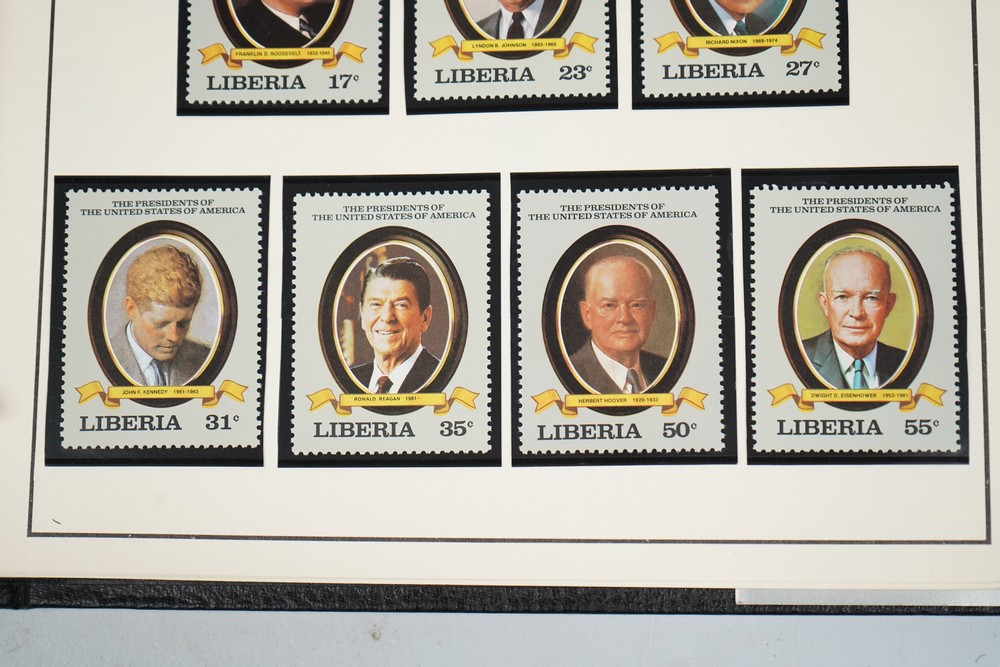 FRANKLIN D. ROOSEVELT 1933-1945
LIBERIA 17c
LYNDON B. JOHNSON 1963-1969
LIBERIA 23c
RICHARD NIXON 1969-1974
LIBERIA 27c
THE PRESIDENTS OF
THE UNITED STATES OF AMERICA
JOHN F. KENNEDY 1961-1963
LIBERIA 31c
THE PRESIDENTS OF
THE UNITED STATES OF AMERICA
RONALD REAGAN 1981-
LIBERIA 35c
THE PRESIDENTS OF
THE UNITED STATES OF AMERICA
HERBERT HOOVER 1929-1933
LIBERIA 50c
THE PRESIDENTS OF
THE UNITED STATES OF AMERICA
DWIGHT D. EISENHOWER 1953-1961
LIBERIA 55c